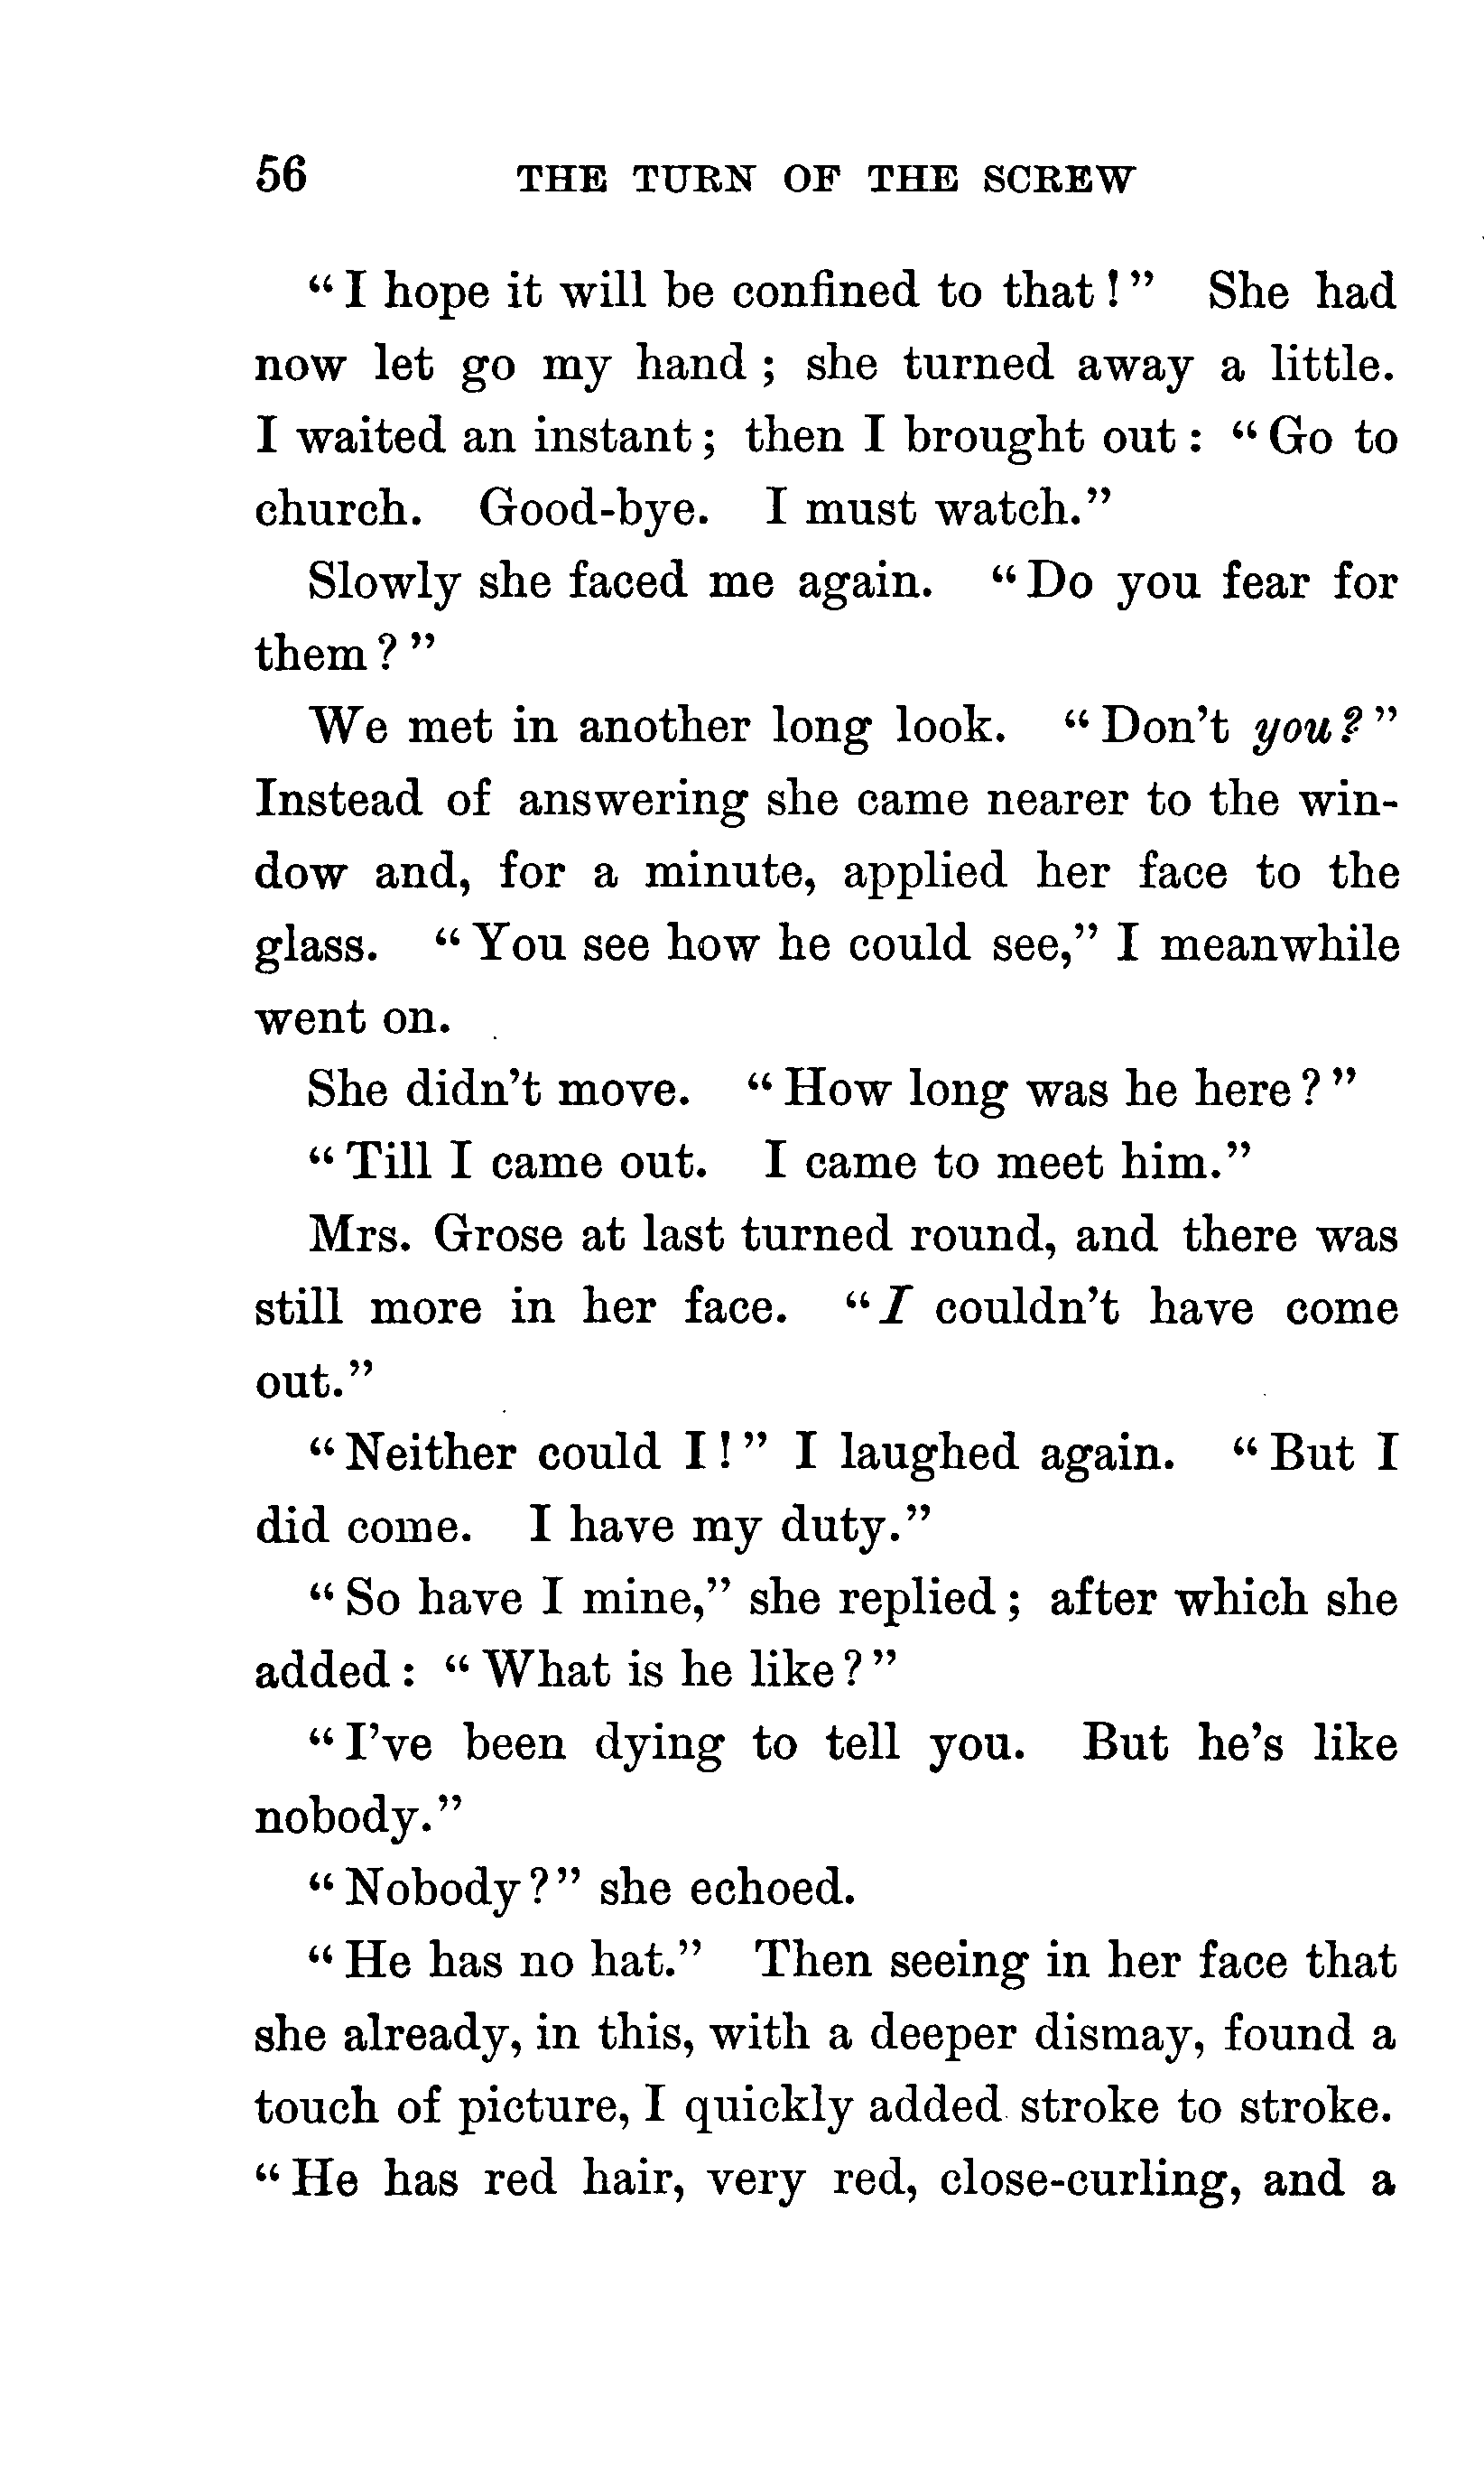 56 THE TURN OF THE SCREW
“I hope it will be confined to that!” She had
now let go my hand; she turned away a little.
I waited an instant; then I brought out: “Go to
church. Good-bye. I must watch.”
Slowly she faced me again. “Do you fear for
them?”
We met in another long look. “Don’t you?”
Instead of answering she came nearer to the win-
dow and, for a minute, applied her face to the
glass. “You see how he could see,” I meanwhile
went on.
She didn’t move. “How long was he here?”
“Till I came out. I came to meet him.”
Mrs. Grose at last turned round, and there was
still more in her face. “I couldn’t have come
out.”
“Neither could I!” I laughed again. “But I
did come. I have my duty.”
“So have I mine,” she replied; after which she
added: “What is he like?”
“I’ve been dying to tell you. But he’s like
nobody.”
“Nobody?” she echoed.
“He has no hat.” Then seeing in her face that
she already, in this, with a deeper dismay, found a
touch of picture, I quickly added stroke to stroke.
“He has red hair, very red, close-curling, and a